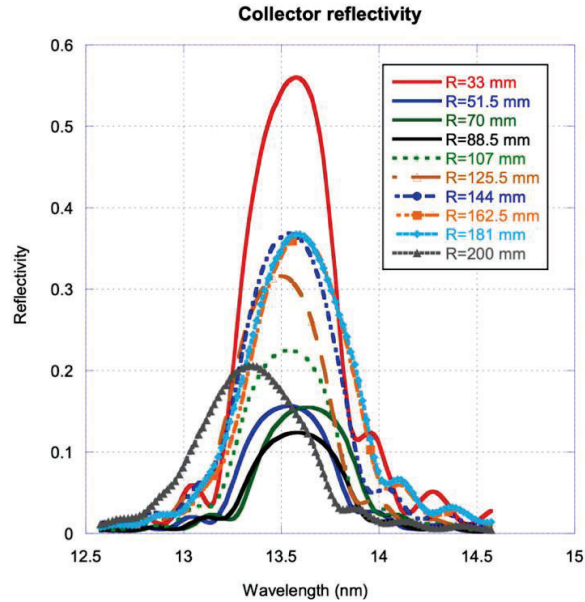 Collector reflectivity
0.6
0.5
0.4
0.3
0.2
0.1
0
Reflectivity
R=33 mm
R=51.5 mm
R=70 mm
R=88.5 mm
R=107 mm
R=125.5 mm
R=144 mm
R=162.5 mm
R=181 mm
R=200 mm
12.5 13 13.5 14 14.5 15
Wavelength (nm)